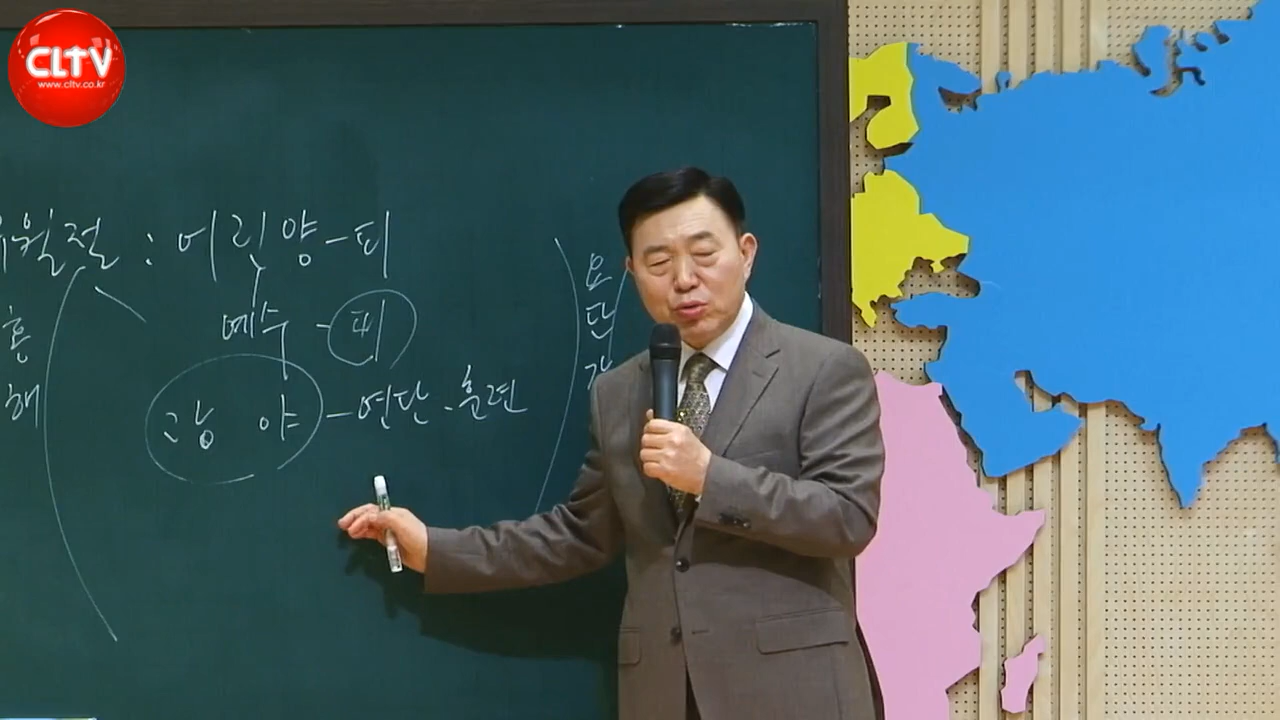 CLTV
www.cltv.co.kr
유월절 : 어린양-피
예수 - 피
광 야 - 연단.훈련
홍해
요단강